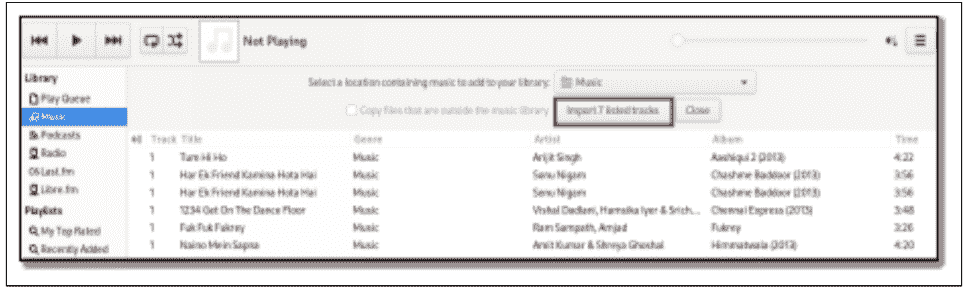 Not Playing
Library
Select a location containing music to add to your library: Music
Play Queue
Copy files that are outside the music library Import 7 listed tracks Close
Music
Podcasts
Track Title Genre Artist Album Time
Radio
1 Tum Hi Ho Music Arijit Singh Aashiqui 2 (2013) 4:22
Last.fm
1 Har Ek Friend Kamina Hota Hai Music Sonu Nigam Chashme Baddoor (2013) 3:56
Libre.fm
1 Har Ek Friend Kamina Hota Hai Music Sonu Nigam Chashme Baddoor (2013) 3:56
Playlists
1 1234 Get On The Dance Floor Music Vishal Dadlani, Hamsika Iyer & Srich... Chennai Express (2013) 3:48
My Top Rated
1 Fuk Fuk Fukrey Music Ram Sampath, Amjad Fukrey 3:26
Recently Added
1 Naino Mein Sapna Music Amit Kumar & Shreya Ghoshal Himmatwala (2013) 4:20